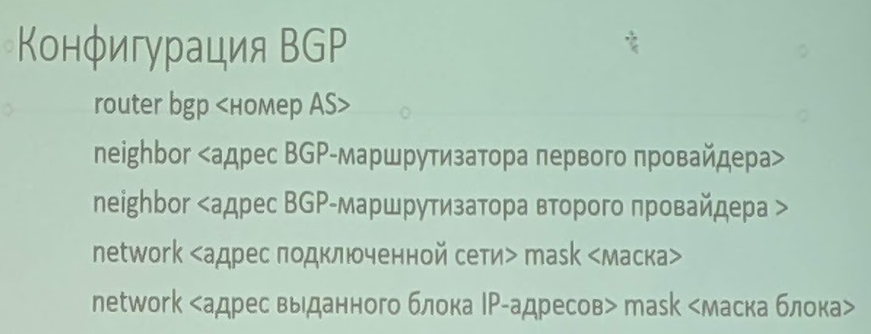 Конфигурация BGP
router bgp <номер AS>
neighbor <адрес BGP-маршрутизатора первого провайдера>
neighbor <адрес BGP-маршрутизатора второго провайдера >
network <адрес подключенной сети> mask <маска>
network <адрес выданного блока IP-адресов> mask <маска блока>